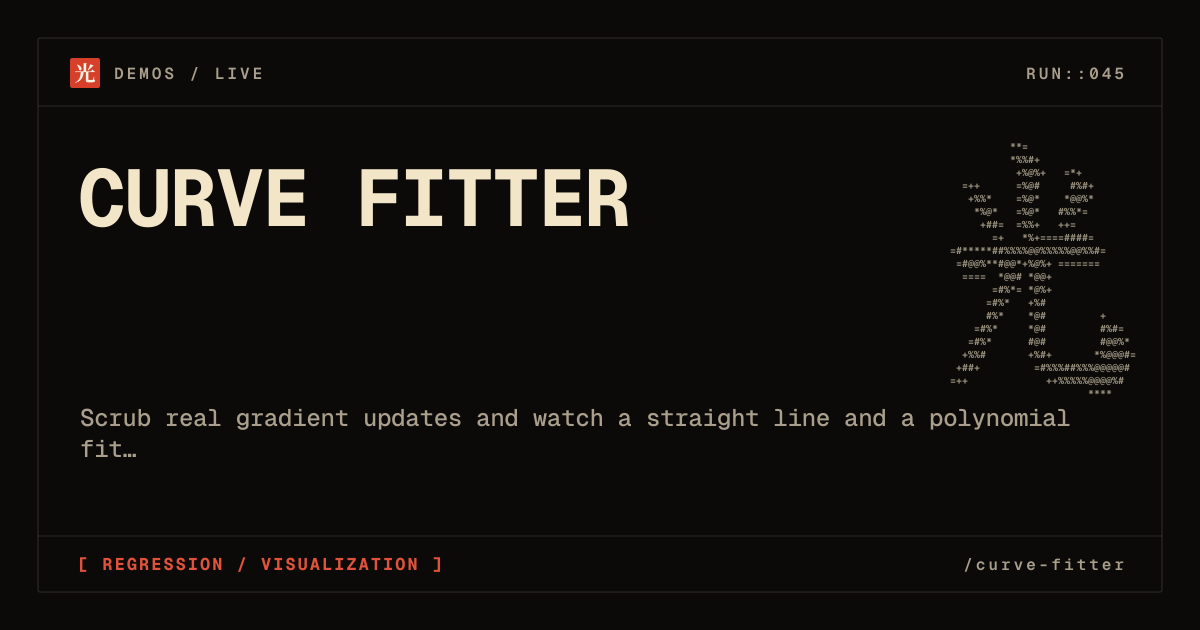 光 DEMOS / LIVE
RUN::045
CURVE FITTER
Scrub real gradient updates and watch a straight line and a polynomial
fit…
[ REGRESSION / VISUALIZATION ]
/curve-fitter